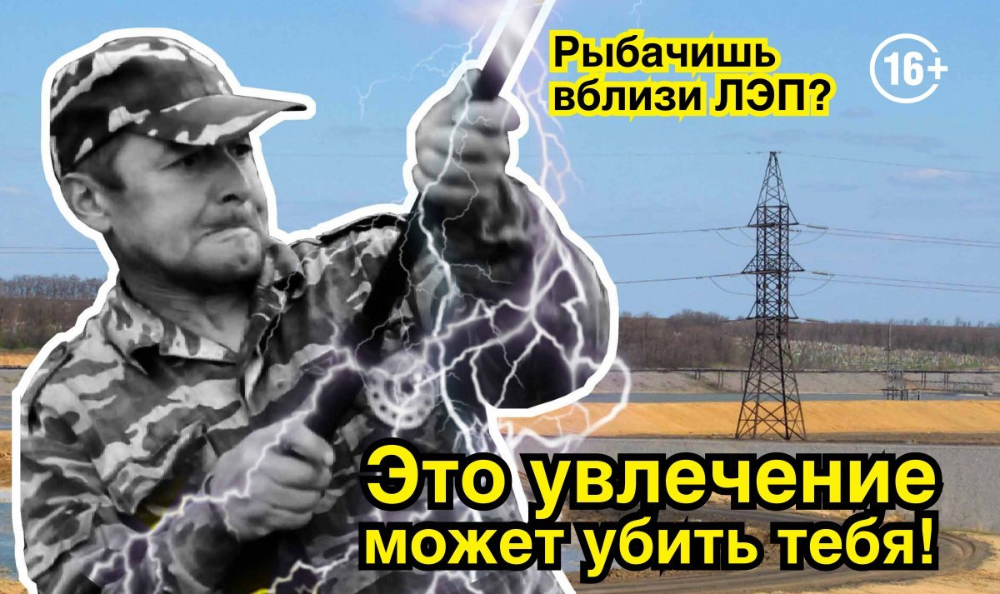 Рыбачишь
вблизи ЛЭП?
16+
Это увлечение
может убить тебя!